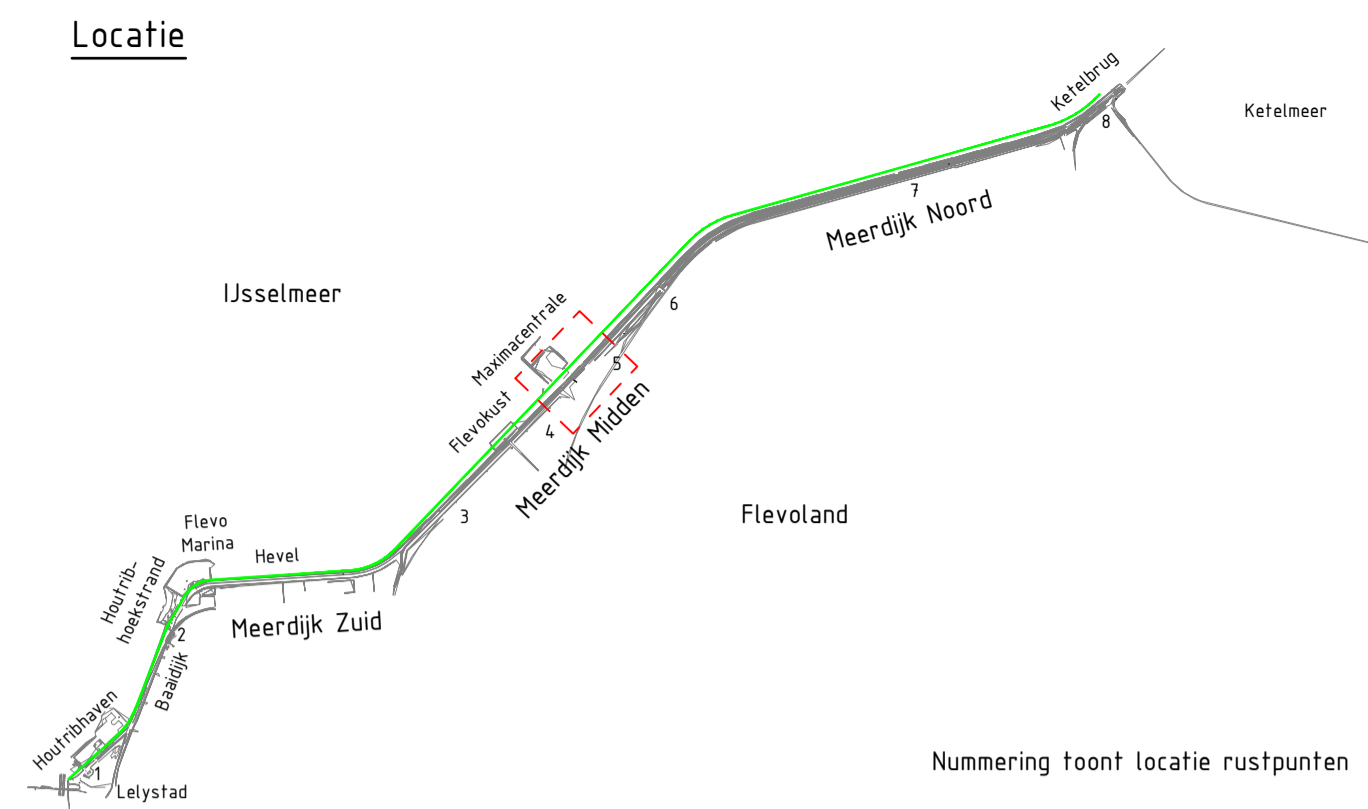 Locatie
Ketelbrug
Ketelmeer
8
7
Meerdijk Noord
IJsselmeer
6
Maximacentrale
5
Flevokust
4
Meerdijk Midden
3
Flevoland
Flevo
Marina
Hevel
Houtrib-
hoekstrand
Meerdijk Zuid
2
Baaidijk
Houtribhaven
1
Lelystad
Nummering toont locatie rustpunten